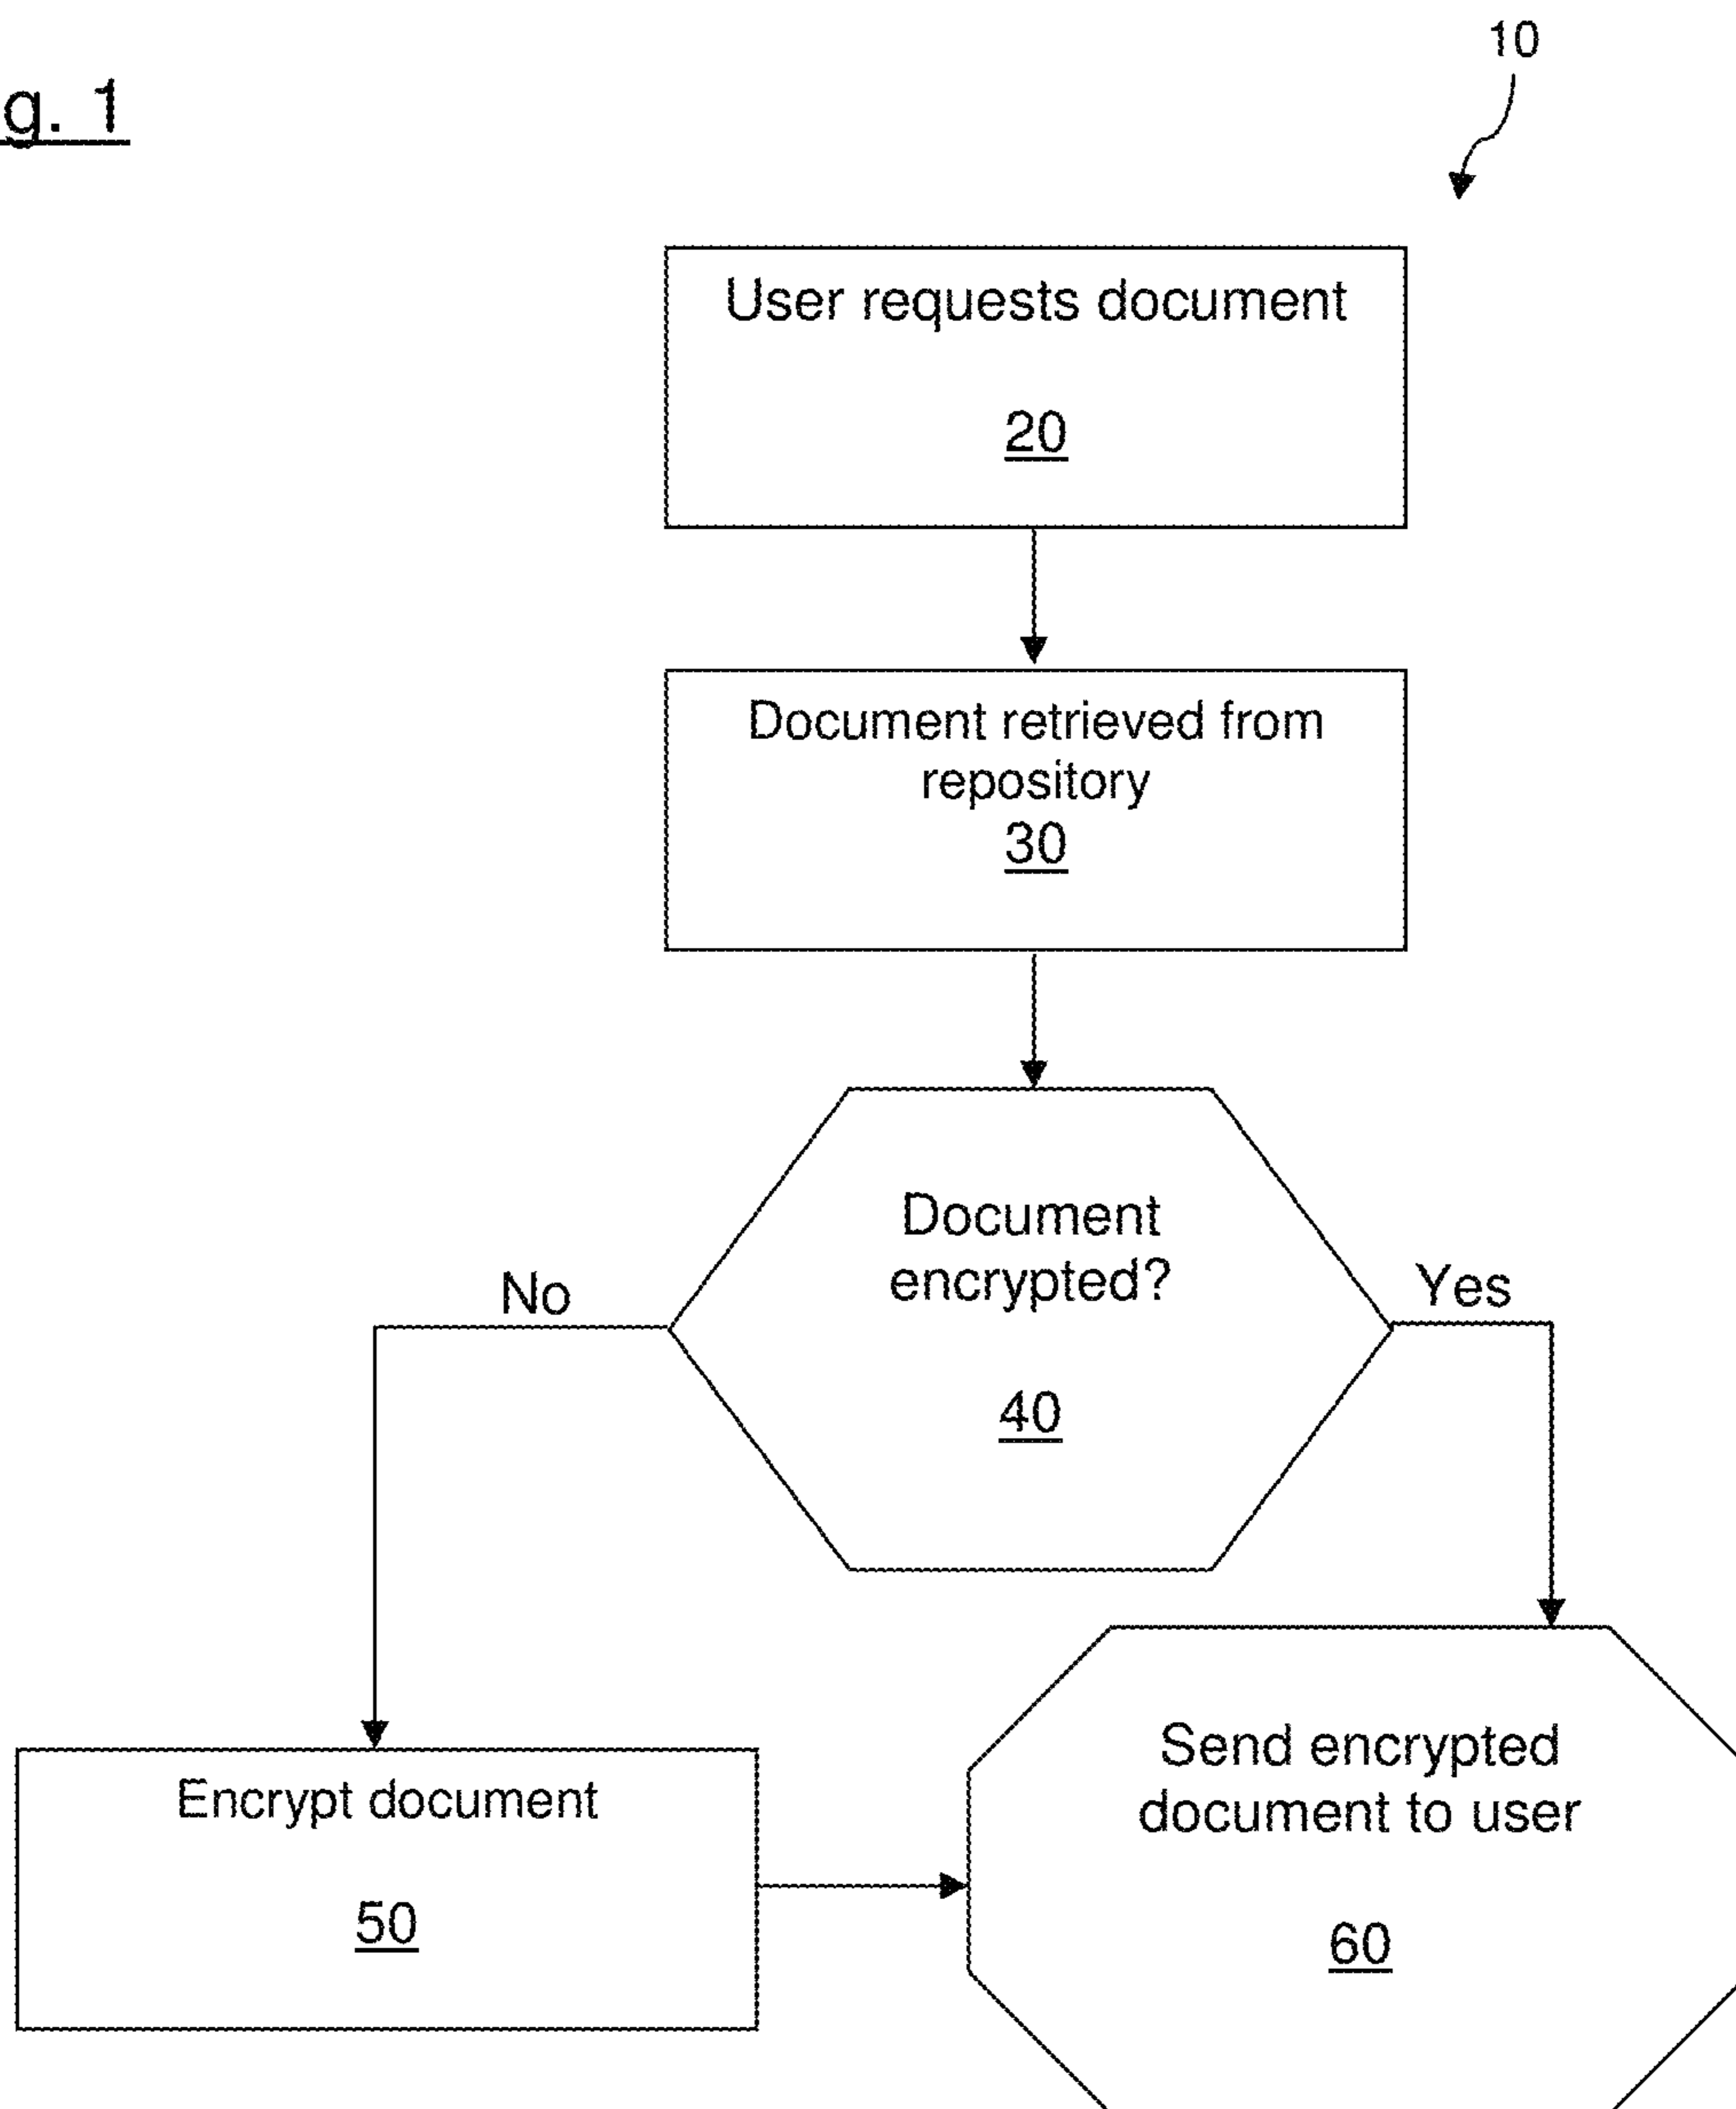 g. 1
10
User requests document
20
Document retrieved from
repository
30
Document
encrypted?
40
No
Yes
Encrypt document
50
Send encrypted
document to user
60